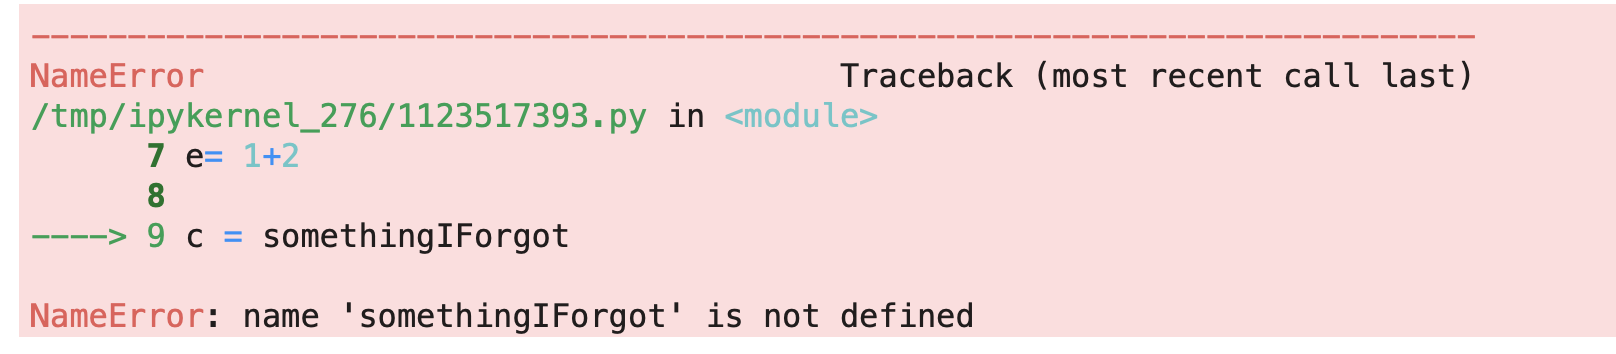 ---------------------------------------------------------------------------
NameError                                 Traceback (most recent call last)
/tmp/ipykernel_276/1123517393.py in <module>
      7 e= 1+2
      8
----> 9 c = somethingIForgot

NameError: name 'somethingIForgot' is not defined